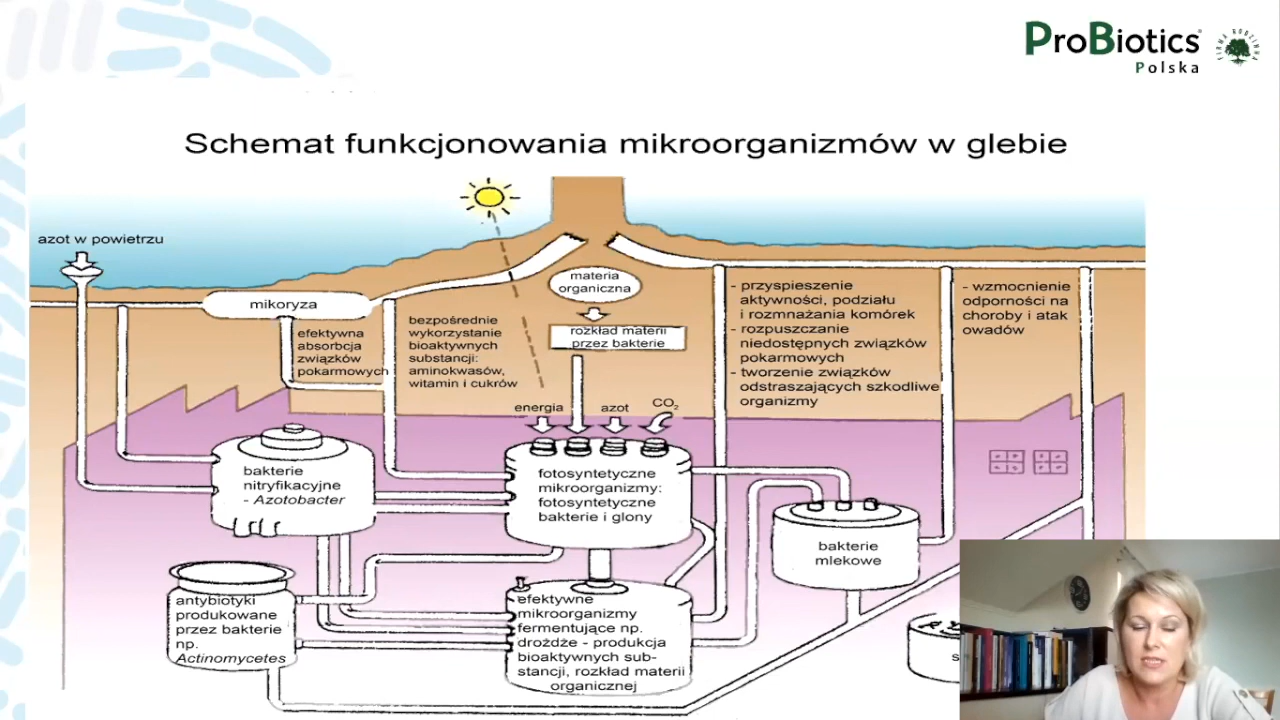 ProBiotics
Polska
Schemat funkcjonowania mikroorganizmów w glebie
azot w powietrzu
mikoryza
efektywna
absorbcja
związków
pokarmowych
bezpośrednie
wykorzystanie
bioaktywnych
substancji:
aminokwasów,
witamin i cukrów
materia
organiczna
rozkład materii
przez bakterie
- przyspieszenie
aktywności, podziału
i rozmnażania komórek
- rozpuszczanie
niedostępnych związków
pokarmowych
- tworzenie związków
odstraszających szkodliwe
organizmy
- wzmocnienie
odporności na
choroby i atak
owadów
energia
azot
CO₂
bakterie
nitryfikacyjne
- Azotobacter
fotosyntetyczne
mikroorganizmy:
fotosyntetyczne
bakterie i glony
bakterie
mlekowe
antybiotyki
produkowane
przez bakterie
np.
Actinomycetes
efektywne
mikroorganizmy
fermentujące np.
drożdże - produkcja
bioaktywnych sub-
stancji, rozkład materii
organicznej